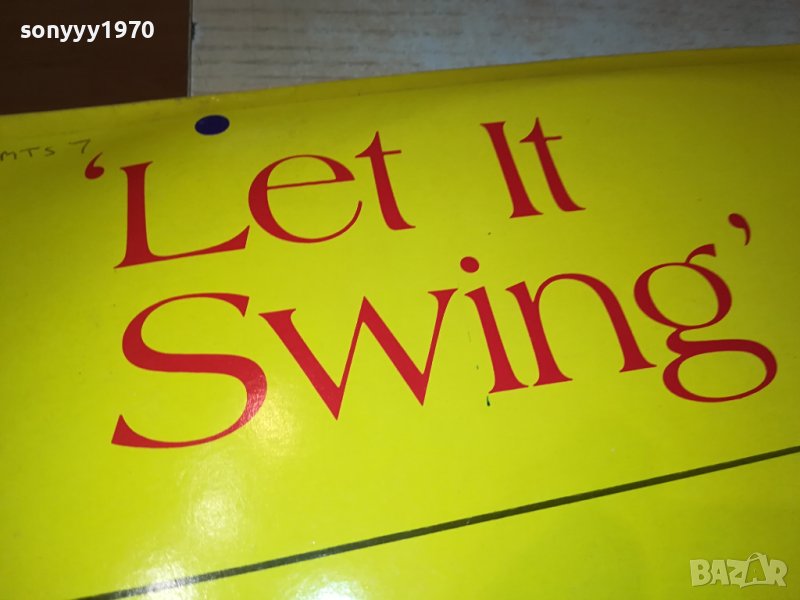 sonyyy1970
MTS 7
'Let It
Swing'
BAZAR